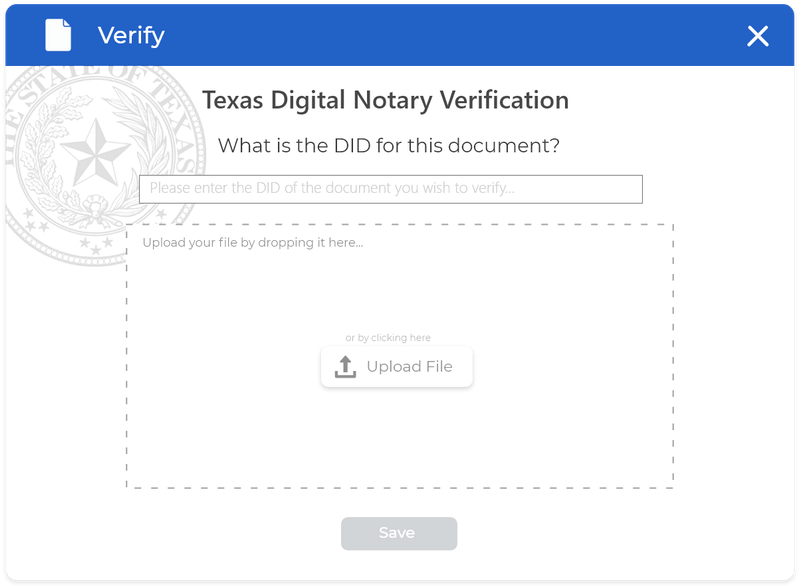 Verify
THE STATE OF TEXAS
Texas Digital Notary Verification
What is the DID for this document?
Please enter the DID of the document you wish to verify...
Upload your file by dropping it here...
or by clicking here
Upload File
Save